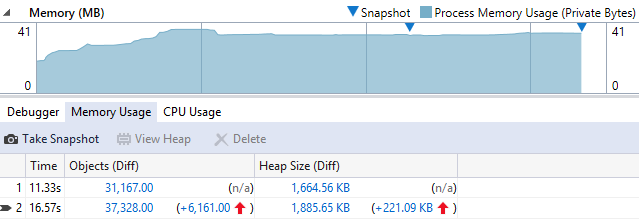 Memory (MB) Snapshot Process Memory Usage (Private Bytes)
41 41
0 0
Debugger Memory Usage CPU Usage
Take Snapshot View Heap Delete
Time Objects (Diff) Heap Size (Diff)
1 11.33s 31,167.00 (n/a) 1,664.56 KB (n/a)
2 16.57s 37,328.00 (+6,161.00 ) 1,885.65 KB (+221.09 KB )